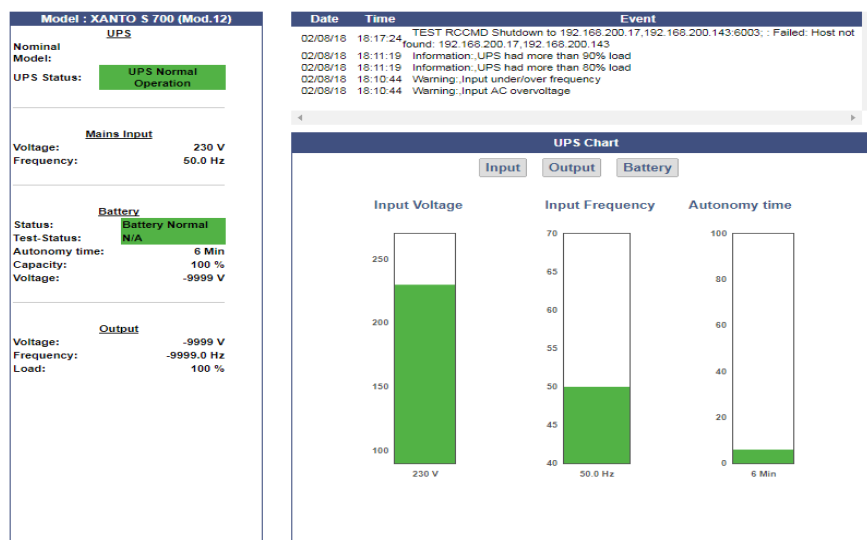 Model : XANTO S 700 (Mod.12)
UPS
Nominal
Model:
UPS Status: UPS Normal
Operation
Mains Input
Voltage: 230 V
Frequency: 50.0 Hz
Battery
Status: Battery Normal
Test-Status: N/A
Autonomy time: 6 Min
Capacity: 100 %
Voltage: -9999 V
Output
Voltage: -9999 V
Frequency: -9999.0 Hz
Load: 100 %
Date Time Event
02/08/18 18:17:24, TEST RCCMD Shutdown to 192.168.200.17,192.168.200.143:6003; : Failed: Host not
found: 192.168.200.17,192.168.200.143
02/08/18 18:11:19 Information:,UPS had more than 90% load
02/08/18 18:11:19 Information:,UPS had more than 80% load
02/08/18 18:10:44 Warning:,Input under/over frequency
02/08/18 18:10:44 Warning:,Input AC overvoltage
UPS Chart
Input Output Battery
Input Voltage
250
200
150
100
230 V
Input Frequency
70
65
60
55
50
45
40
50.0 Hz
Autonomy time
100
80
60
40
20
0
6 Min